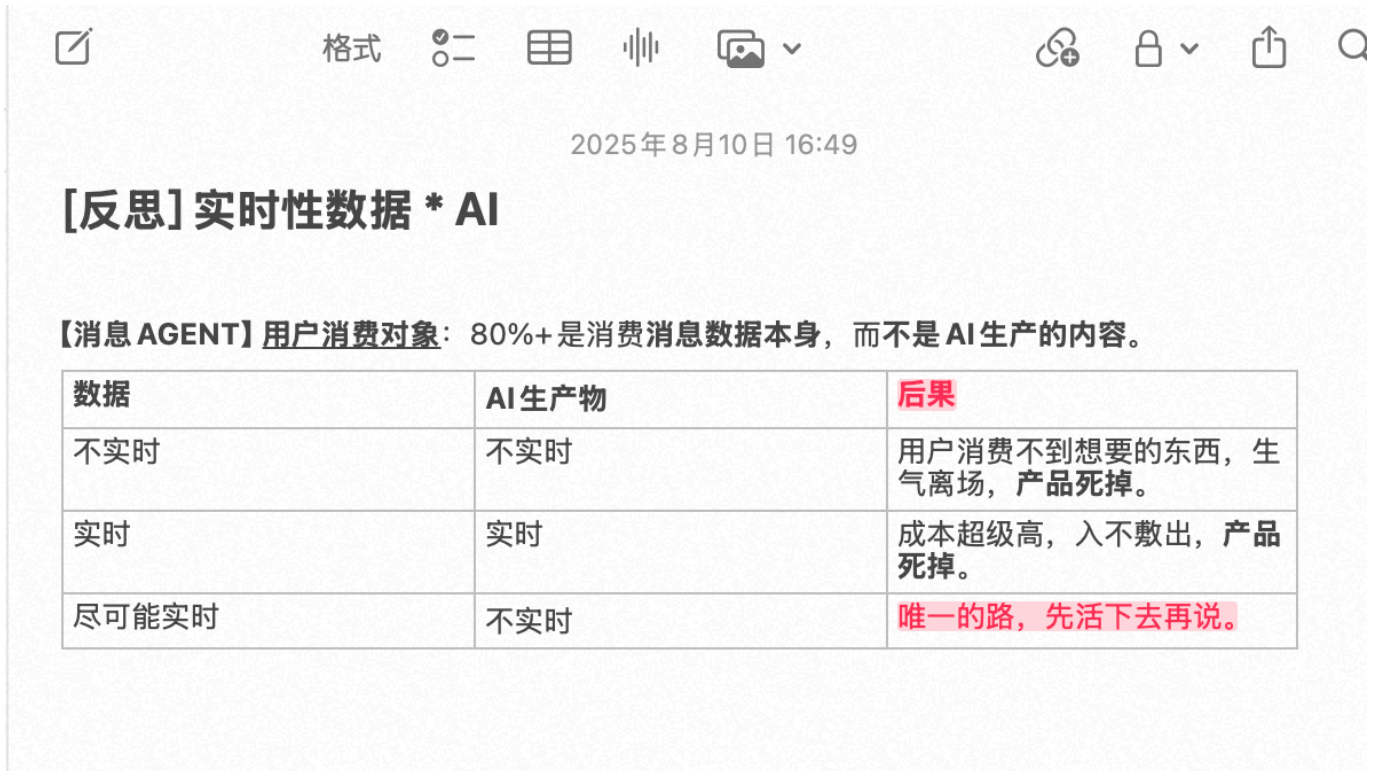 格式
2025年8月10日 16:49
[反思] 实时性数据 * AI
【消息 AGENT】用户消费对象：80%+是消费消息数据本身，而不是AI生产的内容。
数据
AI生产物
后果
不实时
不实时
用户消费不到想要的东西，生
气离场，产品死掉。
实时
实时
成本超级高，入不敷出，产品
死掉。
尽可能实时
不实时
唯一的路，先活下去再说。